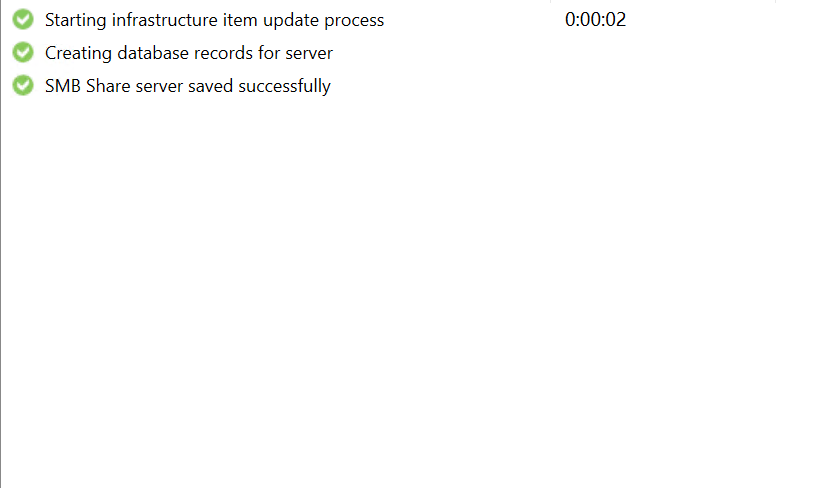 Starting infrastructure item update process 0:00:02
Creating database records for server
SMB Share server saved successfully